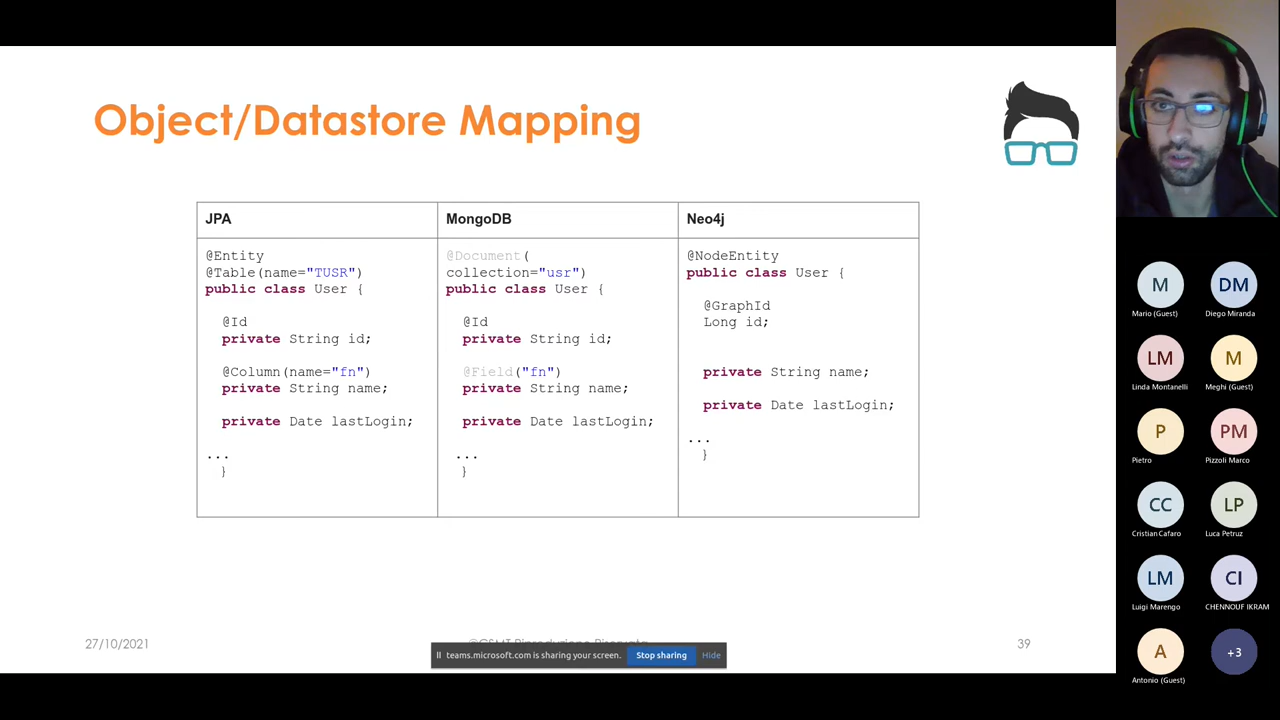 Object/Datastore Mapping
JPA
@Entity
@Table(name="TUSR")
public class User {
@Id
private String id;
@Column(name="fn")
private String name;
private Date lastLogin;
...
}
MongoDB
@Document(
collection="usr")
public class User {
@Id
private String id;
@Field("fn")
private String name;
private Date lastLogin;
...
}
Neo4j
@NodeEntity
public class User {
@GraphId
Long id;
private String name;
private Date lastLogin;
...
}
27/10/2021
39
teams.microsoft.com is sharing your screen.
Stop sharing
Hide
M
Mario (Guest)
DM
Diego Miranda
LM
Linda Montanelli
M
Meghi (Guest)
P
Pietro
PM
Pizzoli Marco
CC
Cristian Cafaro
LP
Luca Petruz
LM
Luigi Marengo
CI
CHENNOUF IKRAM
A
Antonio (Guest)
+3